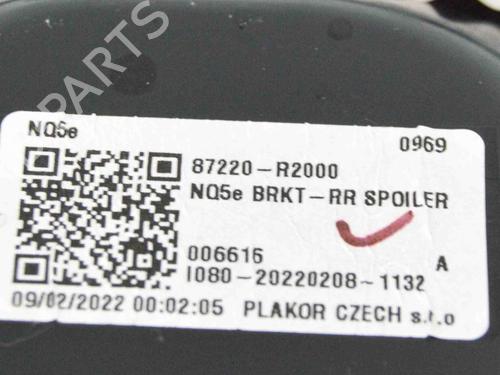 NQ5e 0969
87220-R2000
NQ5e BRKT-RR SPOILER
006616 A
I080-20220208-1132
09/02/2022 00:02:05 PLAKOR CZECH s.r.o
B-PARTS